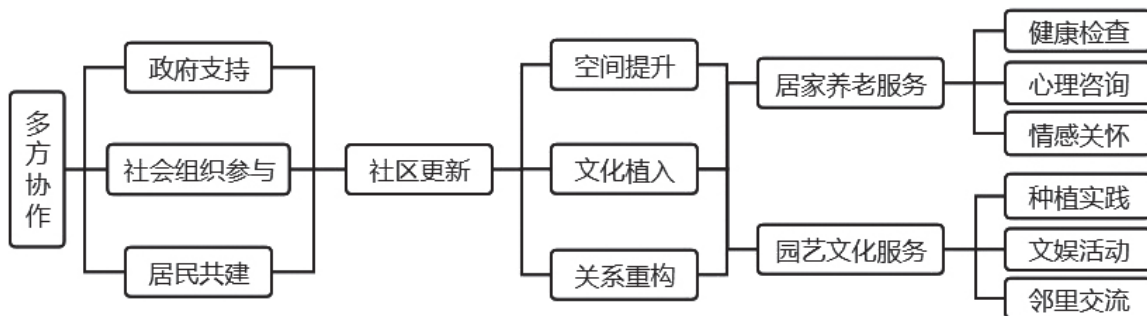 多方协作
政府支持
社会组织参与
居民共建
社区更新
空间提升
文化植入
关系重构
居家养老服务
园艺文化服务
健康检查
心理咨询
情感关怀
种植实践
文娱活动
邻里交流